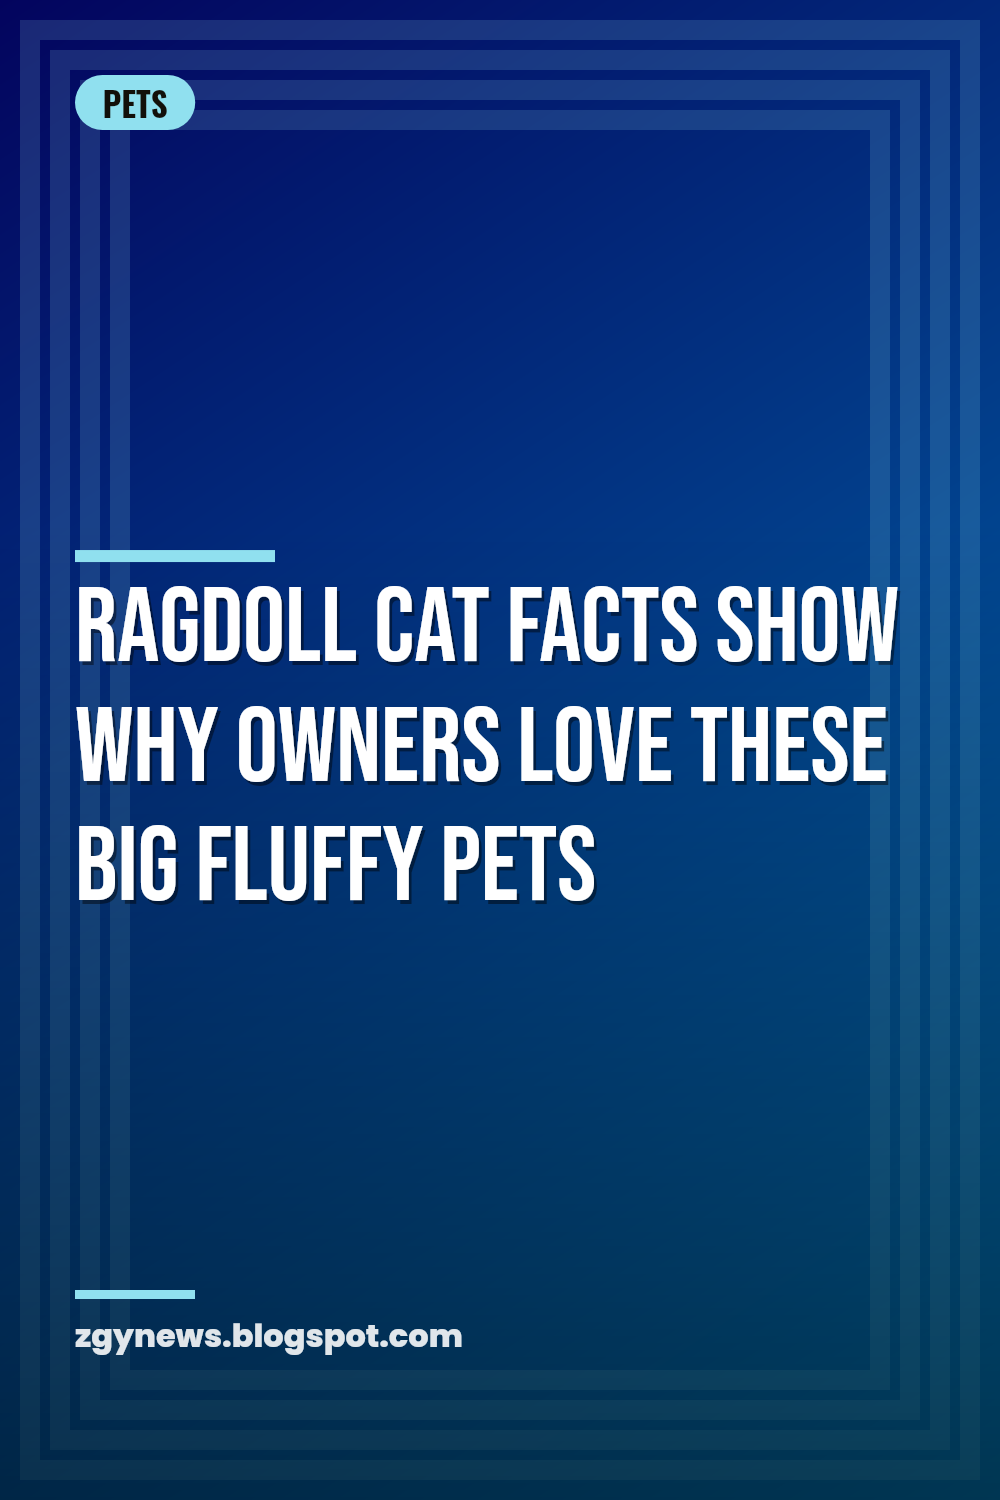 PETS
RAGDOLL CAT FACTS SHOW
WHY OWNERS LOVE THESE
BIG FLUFFY PETS
zgynews.blogspot.com